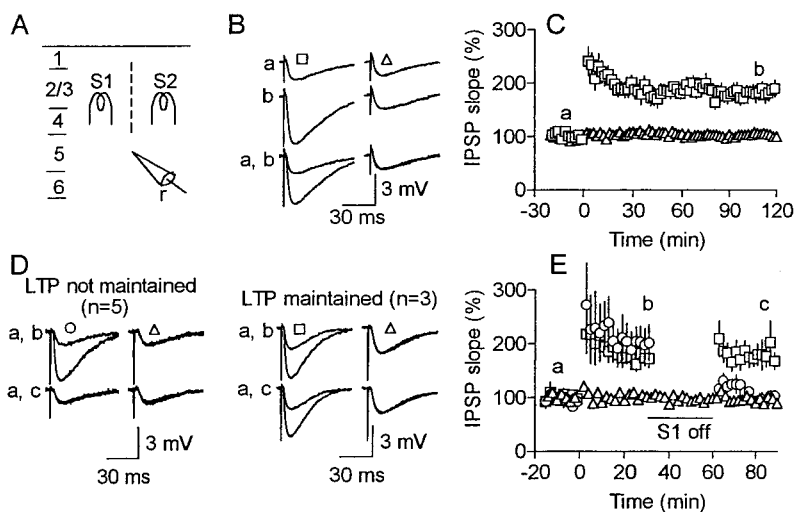 A
1
2/3
4
5
6
S1
S2
r
B
a
b
a, b
3 mV
30 ms
C
IPSP slope (%)
300
200
100
0
a
b
-30
0
30
60
90
120
Time (min)
D
LTP not maintained
(n=5)
a, b
a, c
3 mV
30 ms
LTP maintained (n=3)
a, b
a, c
3 mV
30 ms
E
IPSP slope (%)
300
200
100
0
a
b
c
S1 off
-20
0
20
40
60
80
Time (min)